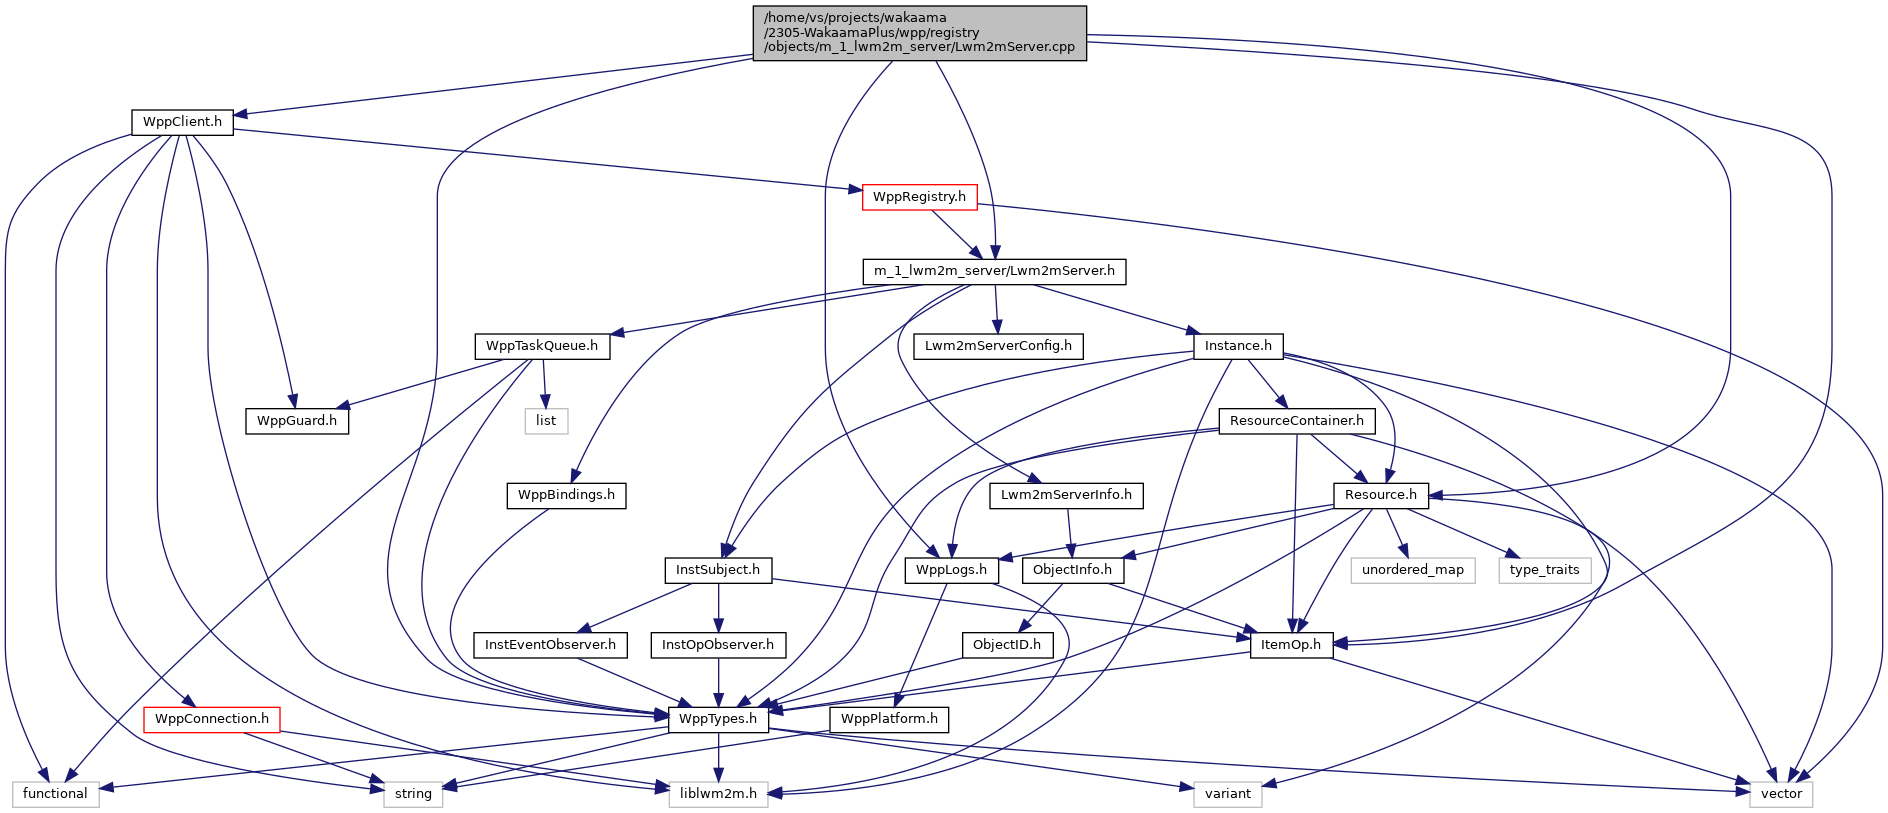 /home/vs/projects/wakaama
/2305-WakaamaPlus/wpp/registry
/objects/m_1_lwm2m_server/Lwm2mServer.cpp
WppClient.h
WppRegistry.h
m_1_lwm2m_server/Lwm2mServer.h
WppTaskQueue.h
Lwm2mServerConfig.h
Instance.h
WppGuard.h
list
ResourceContainer.h
WppBindings.h
Lwm2mServerInfo.h
Resource.h
InstSubject.h
WppLogs.h
ObjectInfo.h
unordered_map
type_traits
InstEventObserver.h
InstOpObserver.h
ObjectID.h
ItemOp.h
WppConnection.h
WppTypes.h
WppPlatform.h
functional
string
liblwm2m.h
variant
vector